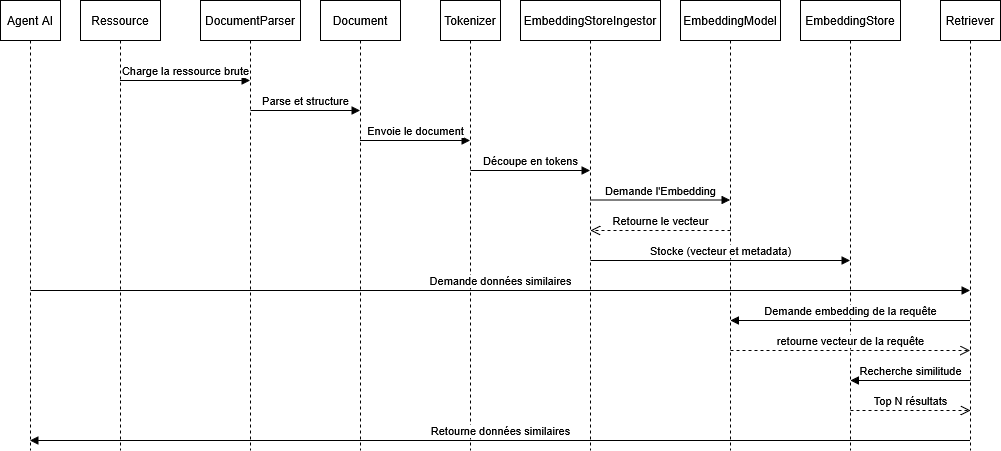 Agent AI
Ressource
DocumentParser
Document
Tokenizer
EmbeddingStoreIngestor
EmbeddingModel
EmbeddingStore
Retriever
Charge la ressource brute
Parse et structure
Envoie le document
Découpe en tokens
Demande l'Embedding
Retourne le vecteur
Stocke (vecteur et metadata)
Demande données similaires
Demande embedding de la requête
retourne vecteur de la requête
Recherche similitude
Top N résultats
Retourne données similaires